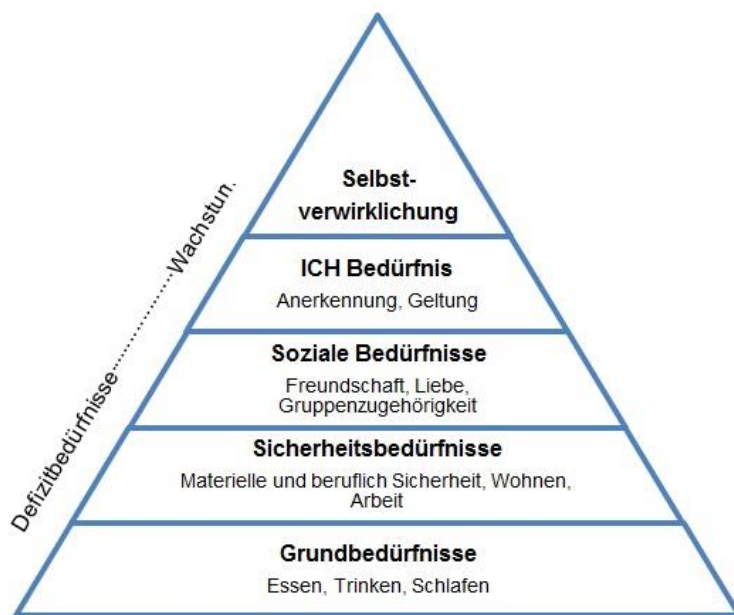 Selbst-
verwirklichung
ICH Bedürfnis
Anerkennung, Geltung
Soziale Bedürfnisse
Freundschaft, Liebe,
Gruppenzugehörigkeit
Sicherheitsbedürfnisse
Materielle und beruflich Sicherheit, Wohnen,
Arbeit
Grundbedürfnisse
Essen, Trinken, Schlafen
Defizitbedürfnisse............Wachstun.